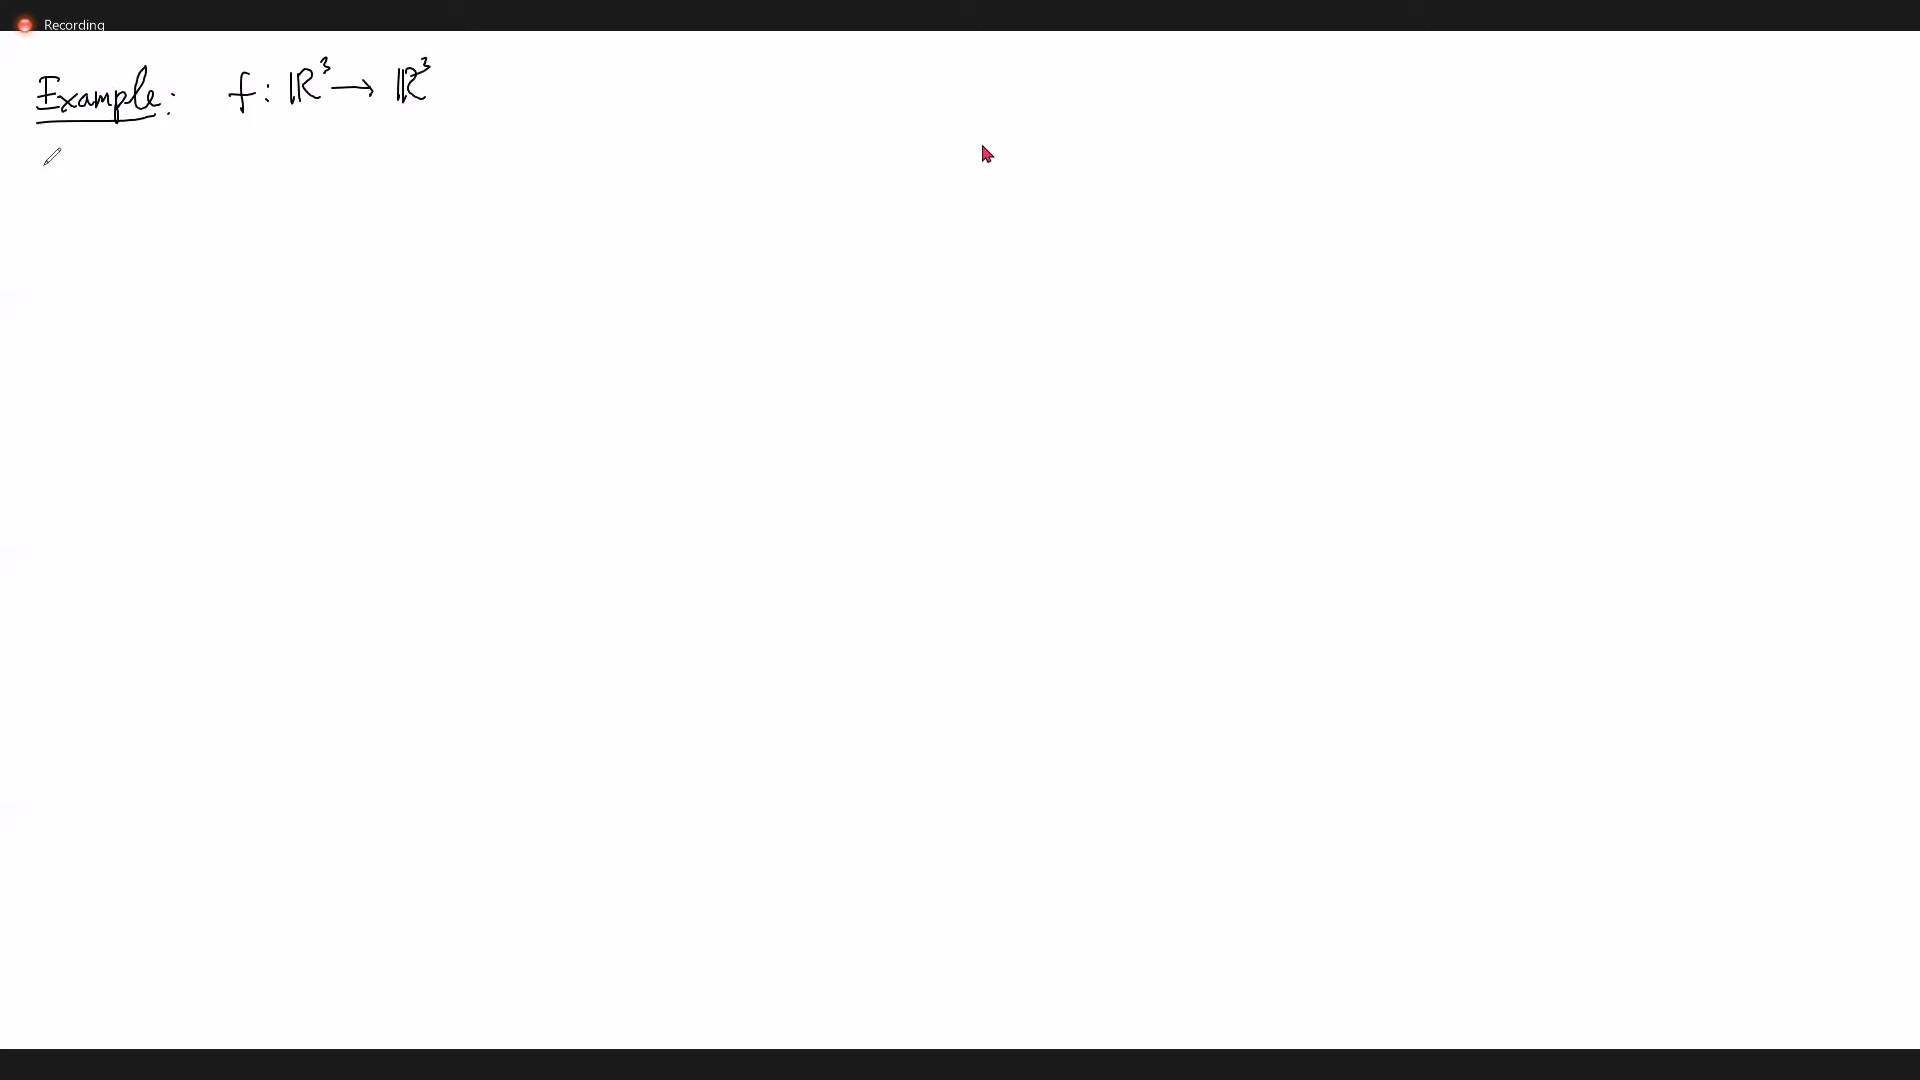 Recording
Example: f: ℝ³ → ℝ³